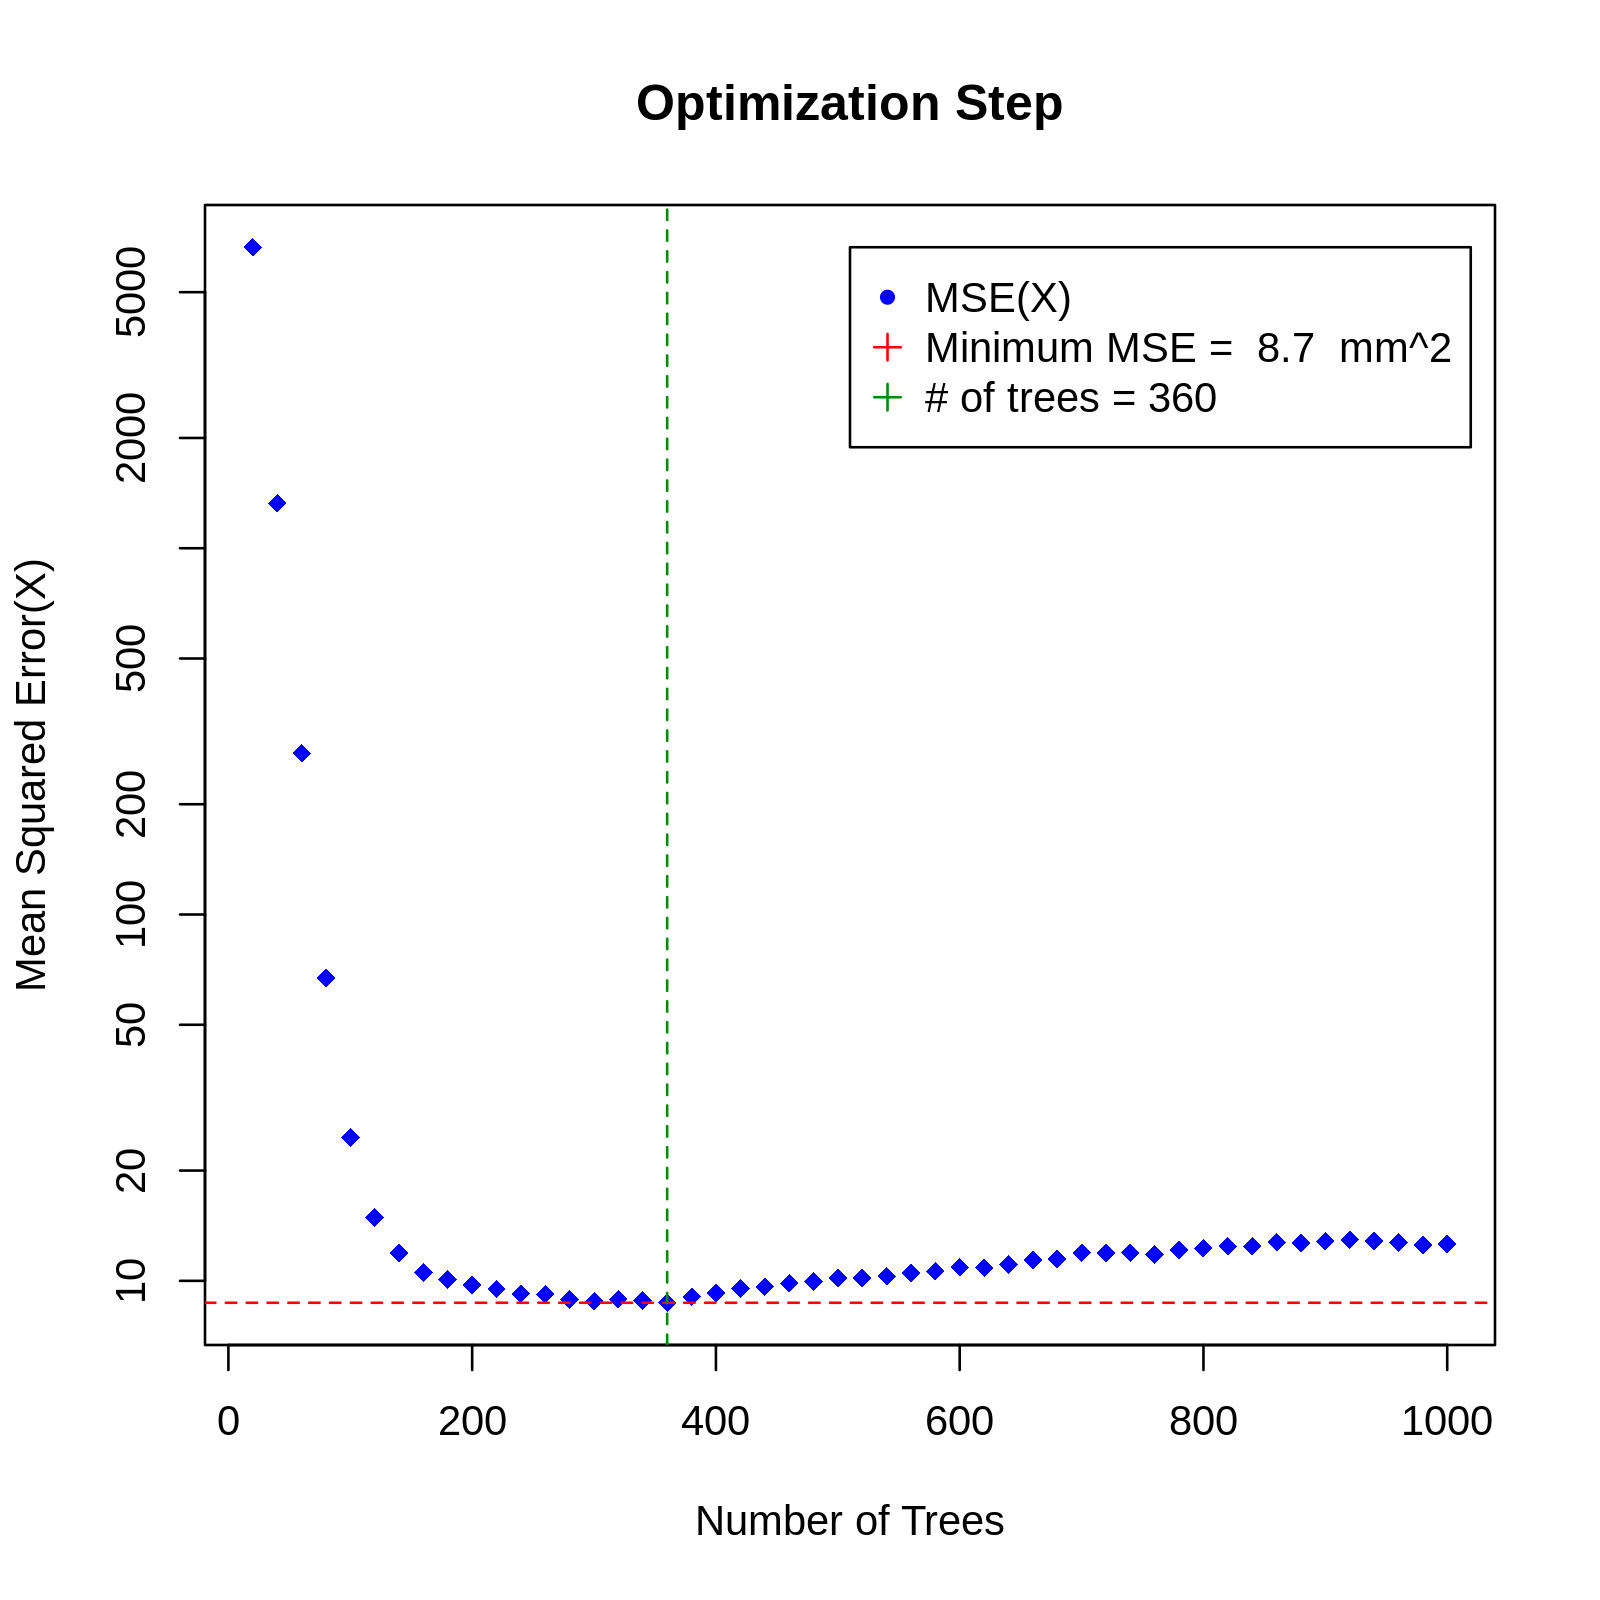 Optimization Step
MSE(X)
Minimum MSE =  8.7  mm^2
# of trees = 360
Mean Squared Error(X)
5000
2000
500
200
100
50
20
10
0 200 400 600 800 1000
Number of Trees